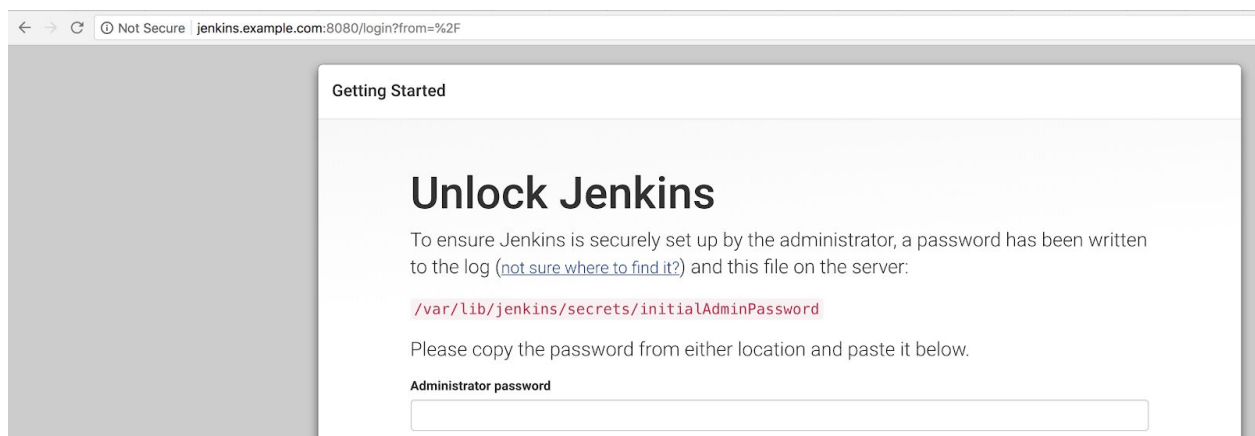 Not Secure jenkins.example.com:8080/login?from=%2F
Getting Started
Unlock Jenkins
To ensure Jenkins is securely set up by the administrator, a password has been written
to the log (not sure where to find it?) and this file on the server:
/var/lib/jenkins/secrets/initialAdminPassword
Please copy the password from either location and paste it below.
Administrator password